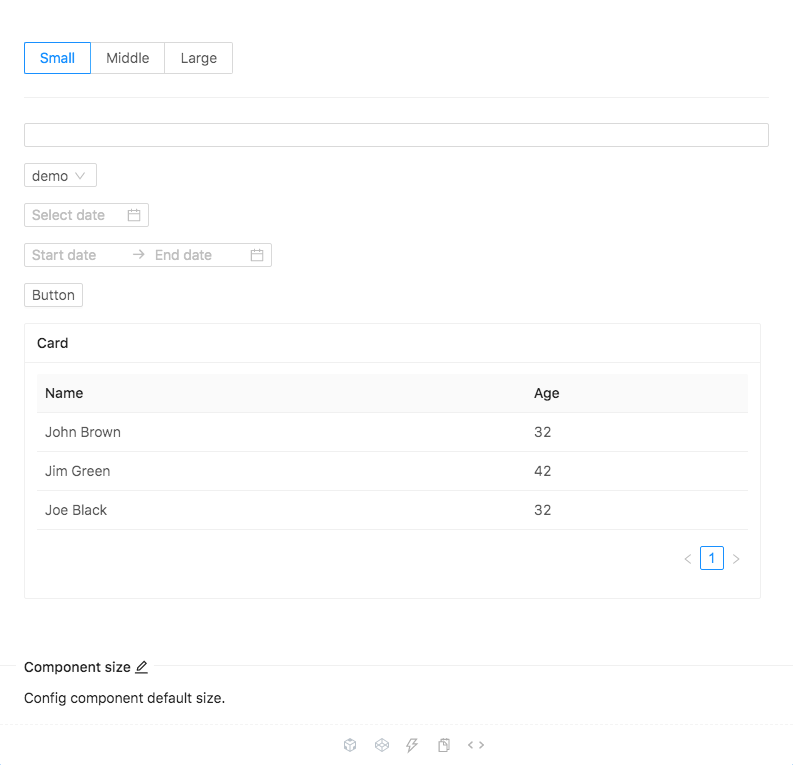 Small Middle Large
demo
Select date
Start date → End date
Button
Card
Name Age
John Brown 32
Jim Green 42
Joe Black 32
< 1 >
Component size
Config component default size.